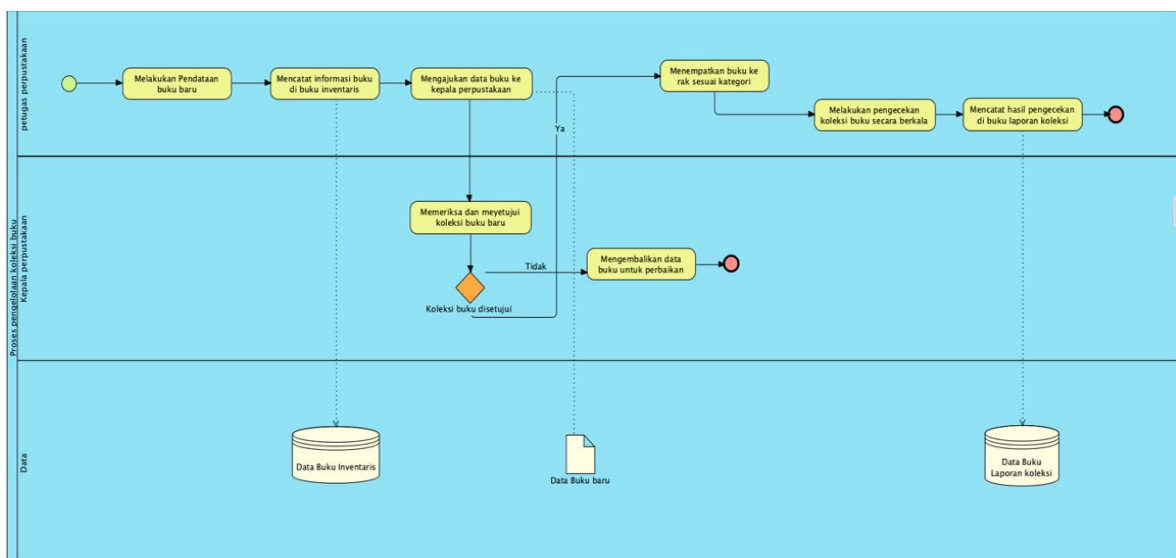 Proses pengelolaan koleksi buku
petugas perpustakaan
Melakukan Pendataan
buku baru
Mencatat informasi buku
di buku inventaris
Mengajukan data buku ke
kepala perpustakaan
Menempatkan buku ke
rak sesuai kategori
Melakukan pengecekan
koleksi buku secara berkala
Mencatat hasil pengecekan
di buku laporan koleksi
Ya
Kepala perpustakaan
Memeriksa dan meyetujui
koleksi buku baru
Tidak
Mengembalikan data
buku untuk perbaikan
Koleksi buku disetujui
Data
Data Buku Inventaris
Data Buku baru
Data Buku
Laporan koleksi